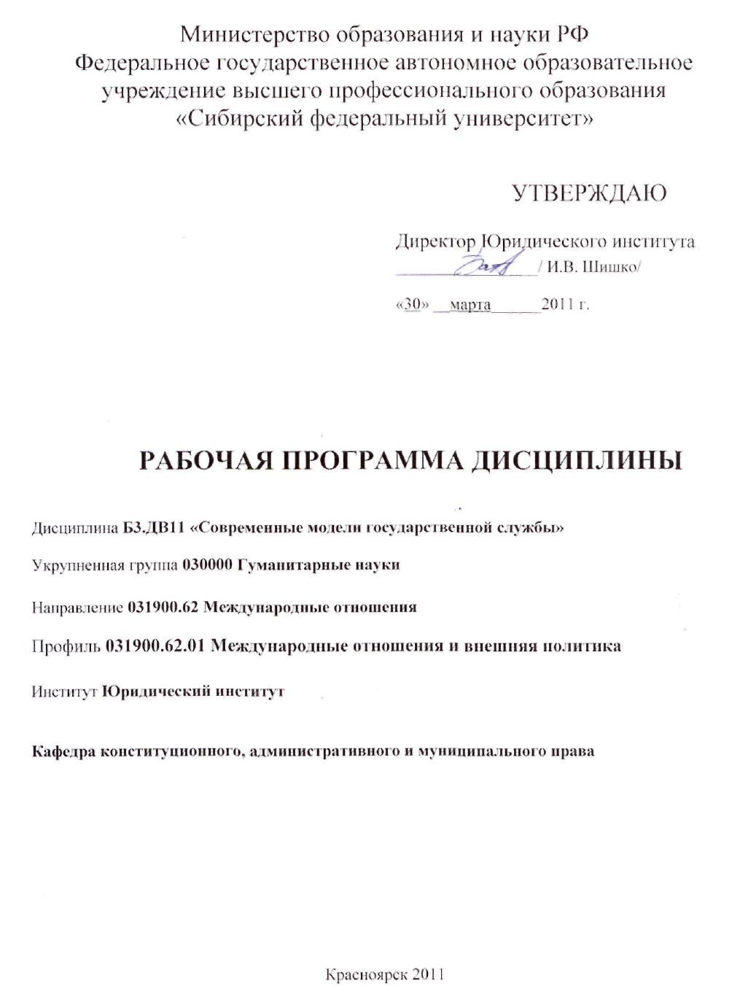 Министерство образования и науки РФ
Федеральное государственное автономное образовательное
учреждение высшего профессионального образования
«Сибирский федеральный университет»
УТВЕРЖДАЮ
Директор Юридического института
/ И.В. Шишко/
«30» __марта______2011 г.
РАБОЧАЯ ПРОГРАММА ДИСЦИПЛИНЫ
Дисциплина Б3.ДВ11 «Современные модели государственной службы»
Укрупненная группа 030000 Гуманитарные науки
Направление 031900.62 Международные отношения
Профиль 031900.62.01 Международные отношения и внешняя политика
Институт Юридический институт
Кафедра конституционного, административного и муниципального права
Красноярск 2011